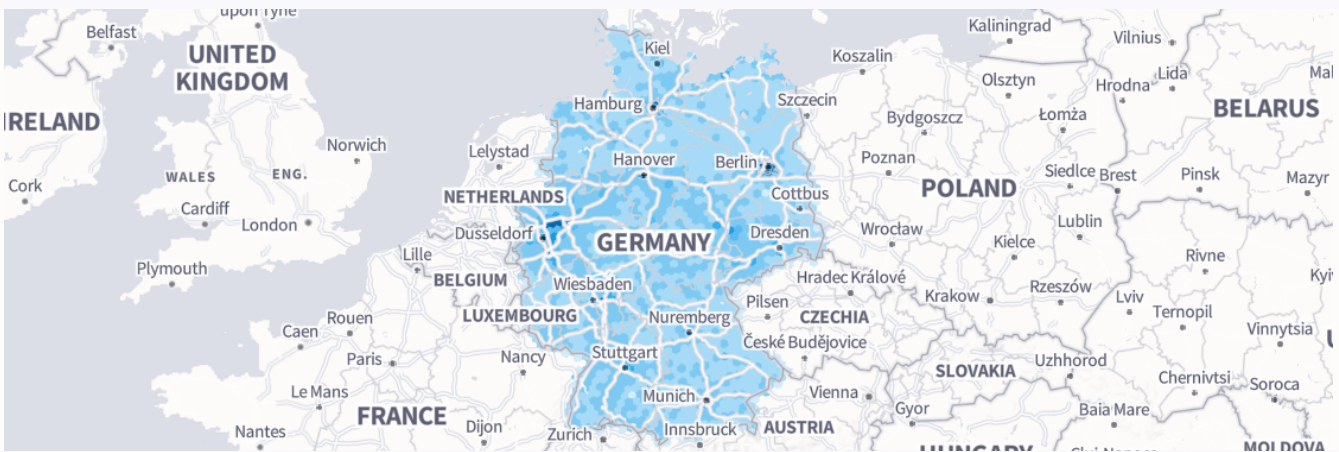 upon Tyne
Belfast
UNITED
KINGDOM
IRELAND
Norwich
WALES
ENG.
Cork
Cardiff
London
Plymouth
Kiel
Koszalin
Kaliningrad
Vilnius
Olsztyn
Hrodna
Lida
Hamburg
Szczecin
Bydgoszcz
Łomża
BELARUS
Lelystad
Hanover
Berlin
Poznan
Siedlce
Brest
Pinsk
Mazyr
NETHERLANDS
Cottbus
POLAND
Dusseldorf
GERMANY
Dresden
Wrocław
Lublin
Kielce
Lille
BELGIUM
Wiesbaden
Hradec Králové
Rivne
LUXEMBOURG
Nuremberg
Pilsen
CZECHIA
Krakow
Rzeszów
Lviv
Ternopil
Rouen
Caen
České Budějovice
Vinnytsia
Paris
Nancy
Stuttgart
SLOVAKIA
Uzhhorod
Le Mans
Munich
Vienna
Chernivtsi
Soroca
FRANCE
Gyor
Baia Mare
Nantes
Dijon
Zurich
Innsbruck
AUSTRIA
HUNGARY
MOLDOVA